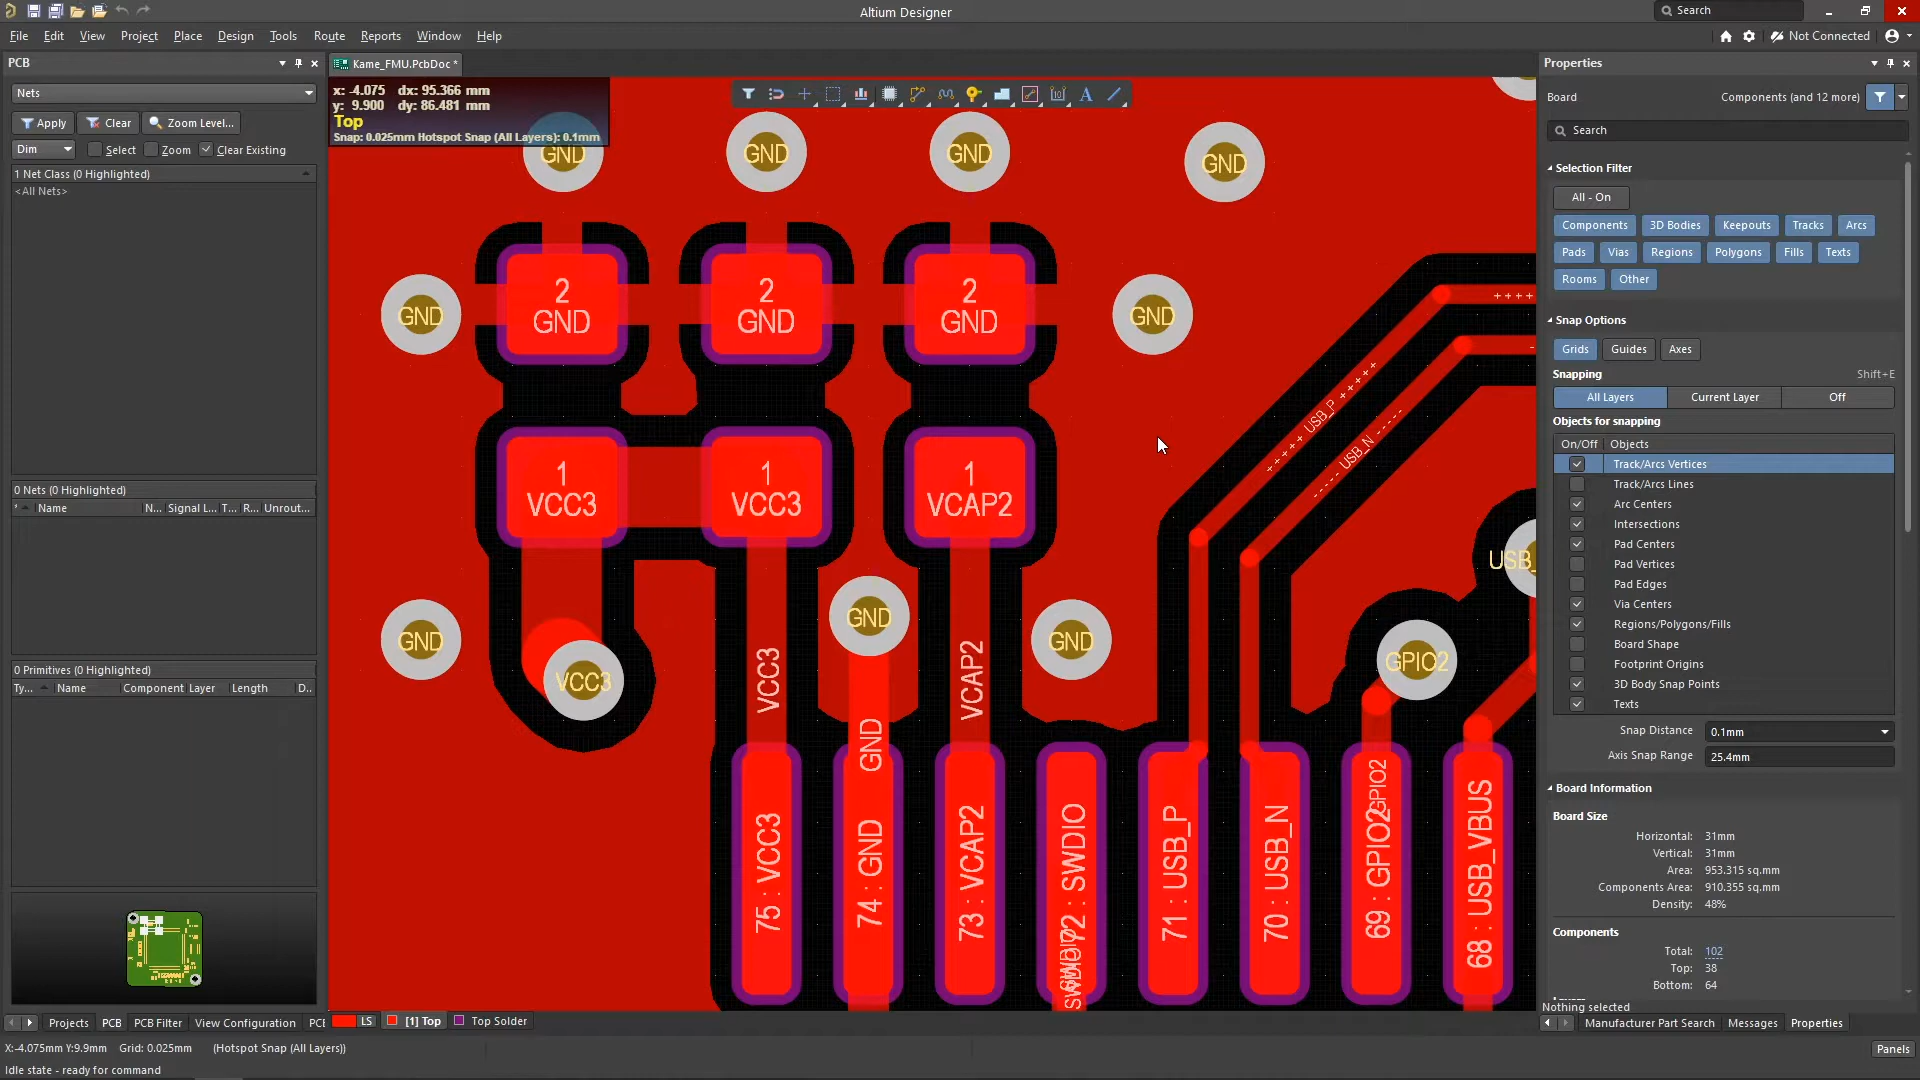 Altium Designer
Search
File Edit View Project Place Design Tools Route Reports Window Help
Not Connected
PCB
Nets
Apply Clear Zoom Level...
Dim Select Zoom Clear Existing
1 Net Class (0 Highlighted)
<All Nets>
0 Nets (0 Highlighted)
* Name N... Signal L... T... R... Unrout...
0 Primitives (0 Highlighted)
Ty... Name Component Layer Length D..
Projects PCB PCB Filter View Configuration PCE
Kame_FMU.PcbDoc *
x: -4.075 dx: 95.366 mm
y: 9.900 dy: 86.481 mm
Top
Snap: 0.025mm Hotspot Snap (All Layers): 0.1mm
GND GND GND GND
2 2 2
GND GND GND GND GND
1 1 1
VCC3 VCC3 VCAP2
+++++ USB_P +++++
----- USB_N -----
++++
USB_
GND VCC3 VCC3 GND VCAP2 GND GPIO2
GND GPIO2
75 : VCC3
74 : GND
73 : VCAP2
72 : SWDIO
SWDIO
71 : USB_P
70 : USB_N
69 : GPIO2
68 : USB_VBUS
LS [1] Top Top Solder
Properties
Board Components (and 12 more)
Search
Selection Filter
All - On
Components 3D Bodies Keepouts Tracks Arcs
Pads Vias Regions Polygons Fills Texts
Rooms Other
Snap Options
Grids Guides Axes
Snapping Shift+E
All Layers Current Layer Off
Objects for snapping
On/Off Objects
Track/Arcs Vertices
Track/Arcs Lines
Arc Centers
Intersections
Pad Centers
Pad Vertices
Pad Edges
Via Centers
Regions/Polygons/Fills
Board Shape
Footprint Origins
3D Body Snap Points
Texts
Snap Distance 0.1mm
Axis Snap Range 25.4mm
Board Information
Board Size
Horizontal: 31mm
Vertical: 31mm
Area: 953.315 sq.mm
Components Area: 910.355 sq.mm
Density: 48%
Components
Total: 102
Top: 38
Bottom: 64
Nothing selected
Manufacturer Part Search Messages Properties
X:-4.075mm Y:9.9mm Grid: 0.025mm (Hotspot Snap (All Layers))
Panels
Idle state - ready for command